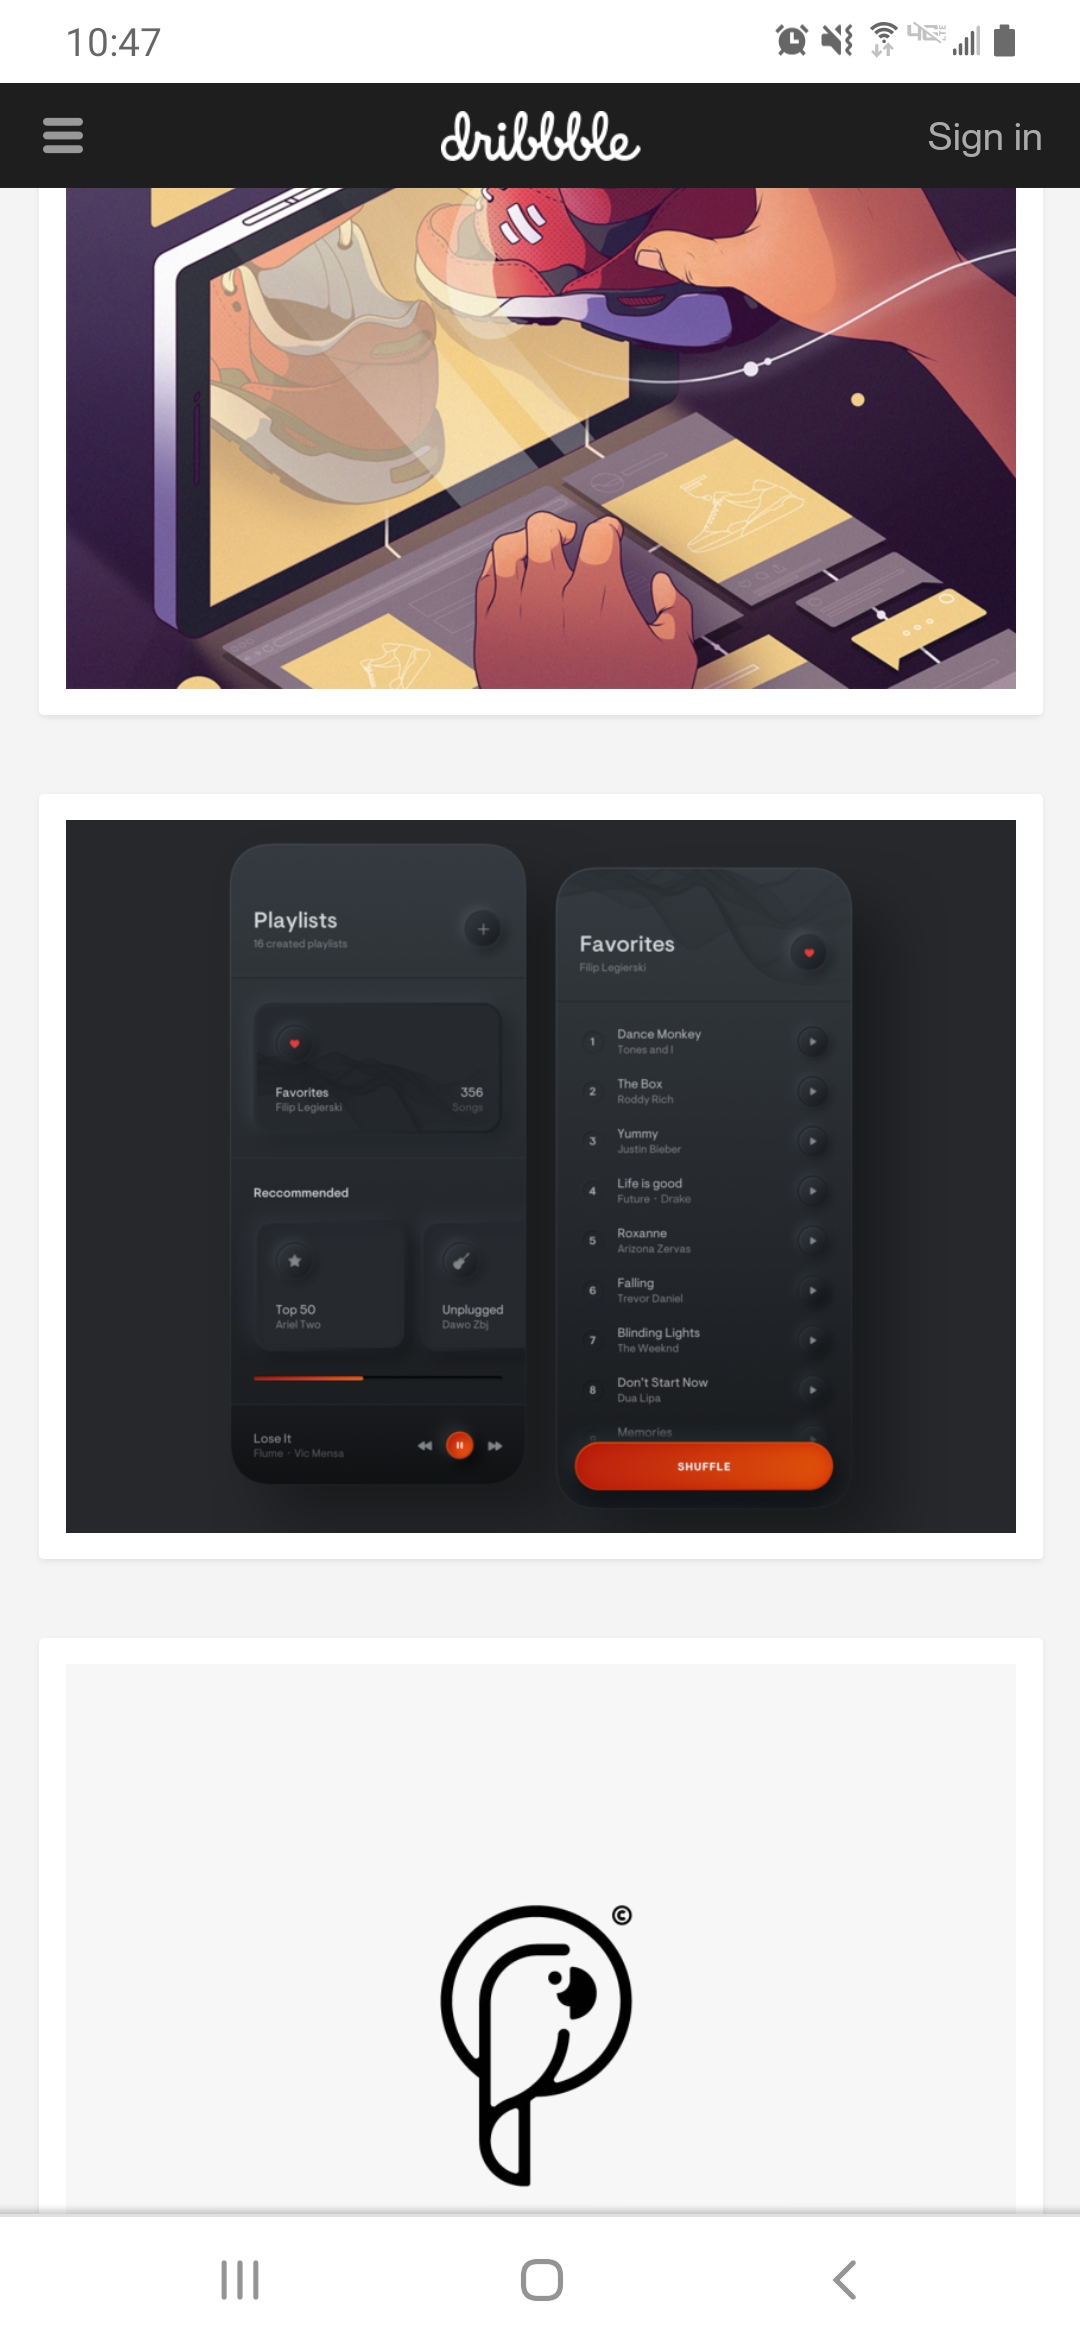 10:47
dribbble
Sign in
Playlists
16 created playlists
Favorites
Filip Legierski
356
Songs
Reccommended
Top 50
Ariel Two
Unplugged
Dawo Zbj
Lose It
Flume · Vic Mensa
Favorites
Filip Legierski
1
Dance Monkey
Tones and I
2
The Box
Roddy Rich
3
Yummy
Justin Bieber
4
Life is good
Future · Drake
5
Roxanne
Arizona Zervas
6
Falling
Trevor Daniel
7
Blinding Lights
The Weeknd
8
Don't Start Now
Dua Lipa
9
Memories
SHUFFLE
©